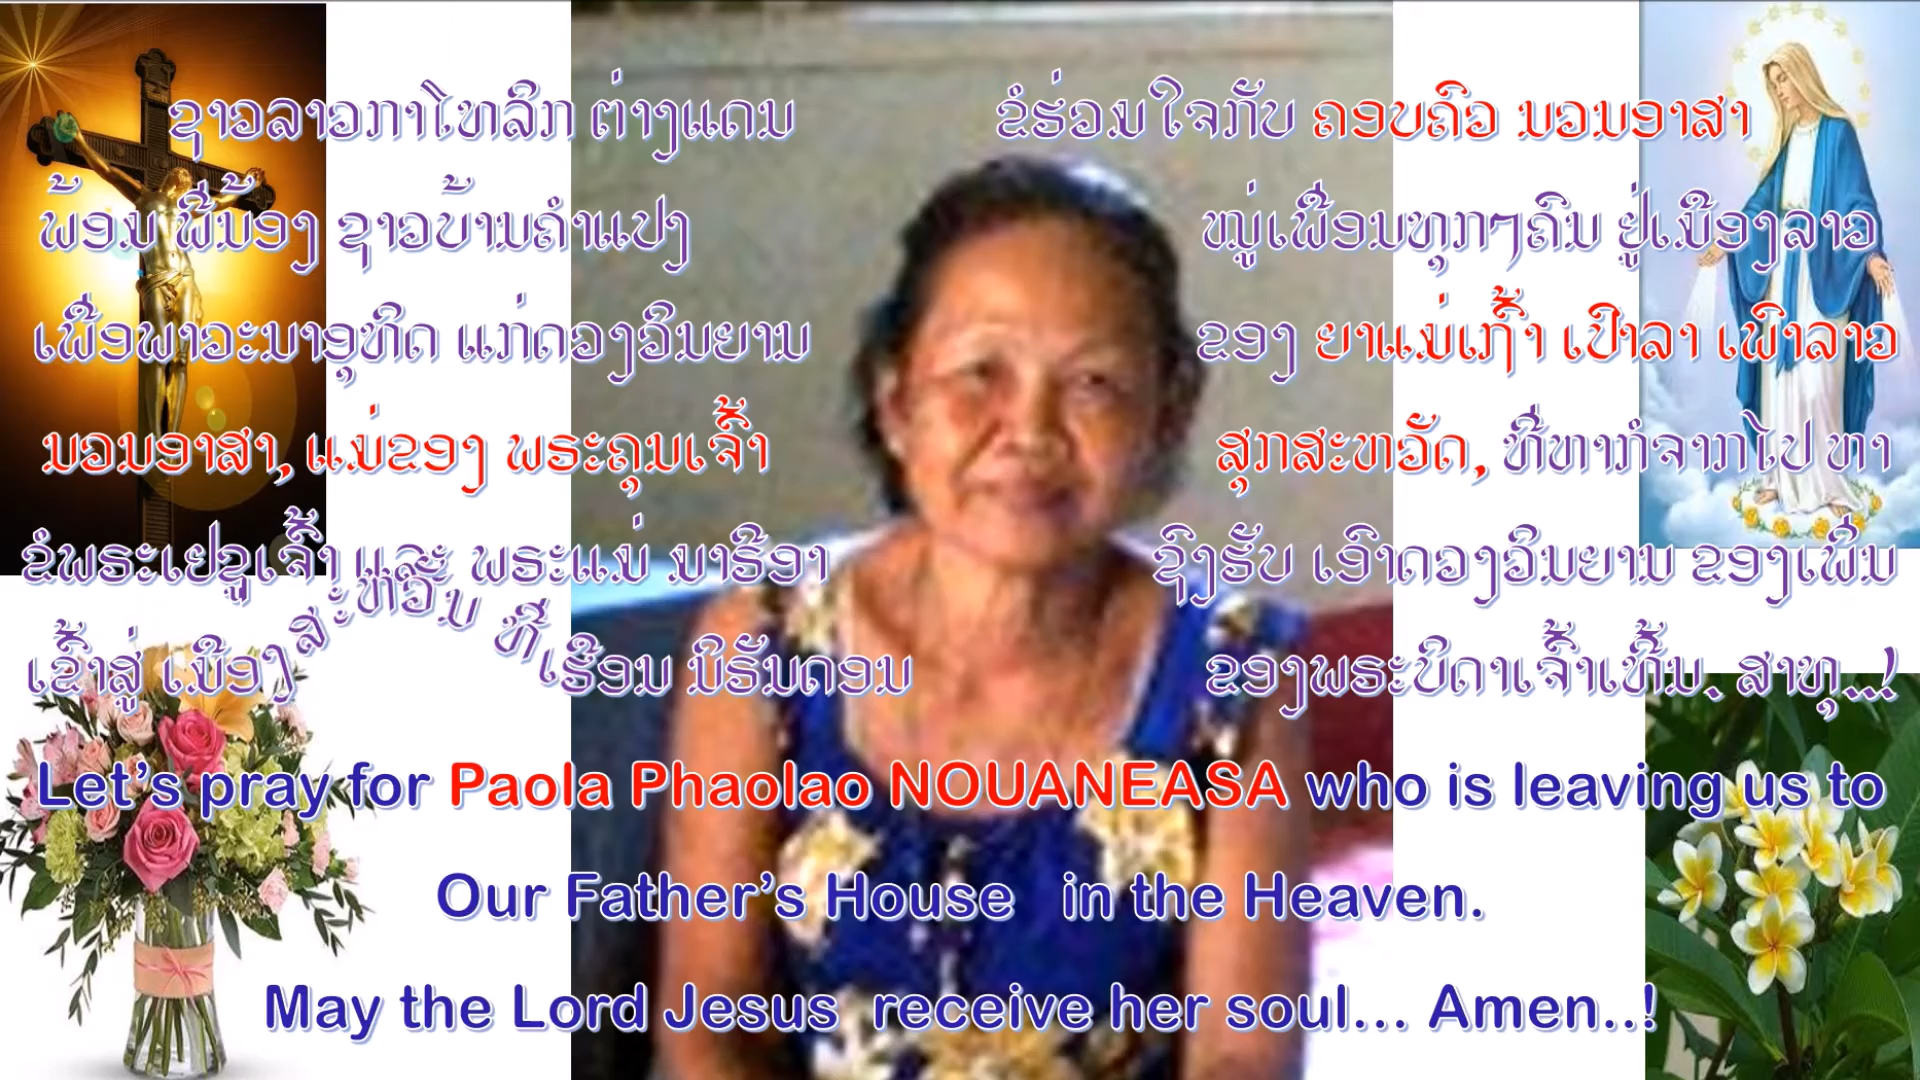 ຊາວລາວກາໂທລິກ ຕ່າງແດນ ຂໍຮ່ວມໃຈກັບ ຄອບຄົວ ນວນອາສາ
ພ້ອມ ພີ່ນ້ອງ ຊາວບ້ານຄຳແປງ ໝູ່ເພື່ອນທຸກໆຄົນ ຢູ່ເມືອງລາວ
ເພື່ອພາວະນາອຸທິດ ແກ່ດວງວິນຍານ ຂອງ ຍາແມ່ເກົ້າ ເປົາລາ ເພົາລາວ
ນວນອາສາ, ແມ່ຂອງ ພຣະຄຸນເຈົ້າ ສຸກສະຫວັດ, ທີ່ຫາກໍຈາກໄປ ຫາ
ຂໍພຣະເຢຊູເຈົ້າ ແລະ ພຣະແມ່ ມາຣີອາ ຊົງຮັບ ເອົາດວງວິນຍານ ຂອງເພີ່ນ
ເຂົ້າສູ່ ເມືອງສະຫວັນ ທີ່ເຮືອນ ນິຣັນດອນ ຂອງພຣະບິດາເຈົ້າເທີ້ນ. ສາທຸ...!
Let's pray for Paola Phaolao NOUANEASA who is leaving us to
Our Father's House in the Heaven.
May the Lord Jesus receive her soul... Amen..!